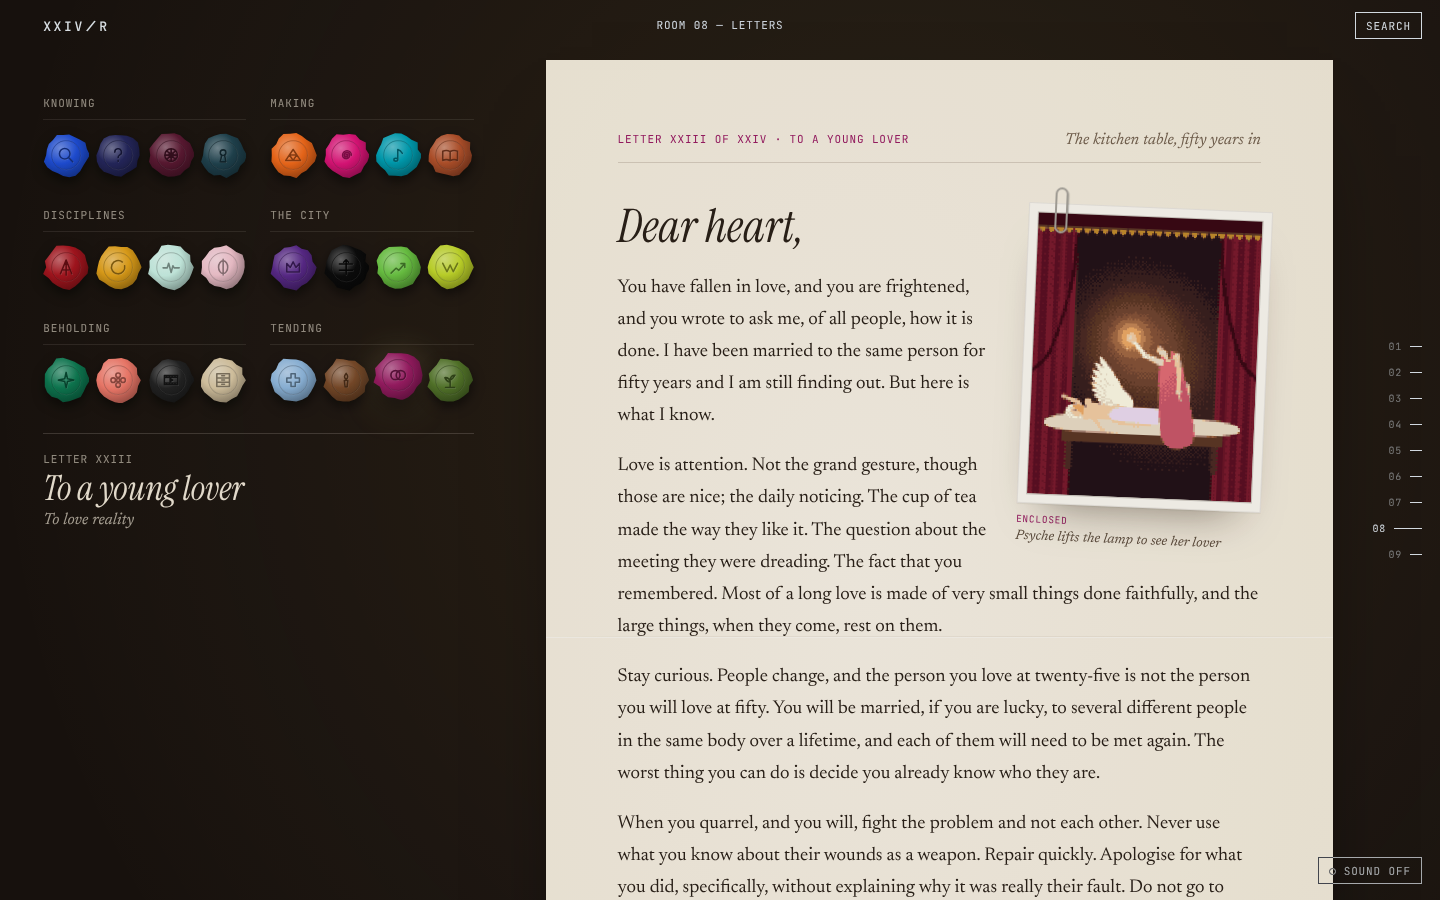 XXIV/R
ROOM 08 — LETTERS
SEARCH
KNOWING
MAKING
DISCIPLINES
THE CITY
BEHOLDING
TENDING
LETTER XXIII
To a young lover
To love reality
LETTER XXIII OF XXIV · TO A YOUNG LOVER
The kitchen table, fifty years in
Dear heart,
You have fallen in love, and you are frightened,
and you wrote to ask me, of all people, how it is
done. I have been married to the same person for
fifty years and I am still finding out. But here is
what I know.
Love is attention. Not the grand gesture, though
those are nice; the daily noticing. The cup of tea
made the way they like it. The question about the
meeting they were dreading. The fact that you
remembered. Most of a long love is made of very small things done faithfully, and the
large things, when they come, rest on them.
ENCLOSED
Psyche lifts the lamp to see her lover
Stay curious. People change, and the person you love at twenty-five is not the person
you will love at fifty. You will be married, if you are lucky, to several different people
in the same body over a lifetime, and each of them will need to be met again. The
worst thing you can do is decide you already know who they are.
When you quarrel, and you will, fight the problem and not each other. Never use
what you know about their wounds as a weapon. Repair quickly. Apologise for what
you did, specifically, without explaining why it was really their fault. Do not go to
01
02
03
04
05
06
07
08
09
SOUND OFF